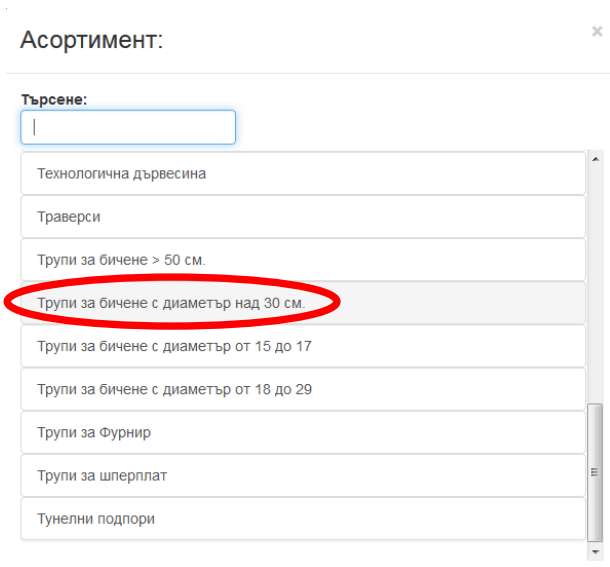 Асортимент:
×
Търсене:
Технологична дървесина
Траверси
Трупи за бичене > 50 см.
Трупи за бичене с диаметър над 30 см.
Трупи за бичене с диаметър от 15 до 17
Трупи за бичене с диаметър от 18 до 29
Трупи за Фурнир
Трупи за шперплат
Тунелни подпори